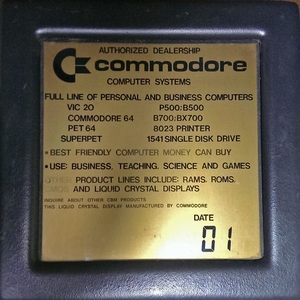 AUTHORIZED DEALERSHIP
commodore
COMPUTER SYSTEMS
FULL LINE OF PERSONAL AND BUSINESS COMPUTERS
VIC 20 P500:B500
COMMODORE 64 B700:BX700
PET 64 8023 PRINTER
SUPERPET 1541 SINGLE DISK DRIVE
• BEST FRIENDLY COMPUTER MONEY CAN BUY
• USE: BUSINESS, TEACHING, SCIENCE AND GAMES
OTHER PRODUCT LINES INCLUDE: RAMS, ROMS,
CMOS AND LIQUID CRYSTAL DISPLAYS
INQUIRE ABOUT OTHER CBM PRODUCTS
THIS LIQUID CRYSTAL DISPLAY MANUFACTURED BY COMMODORE
DATE
01